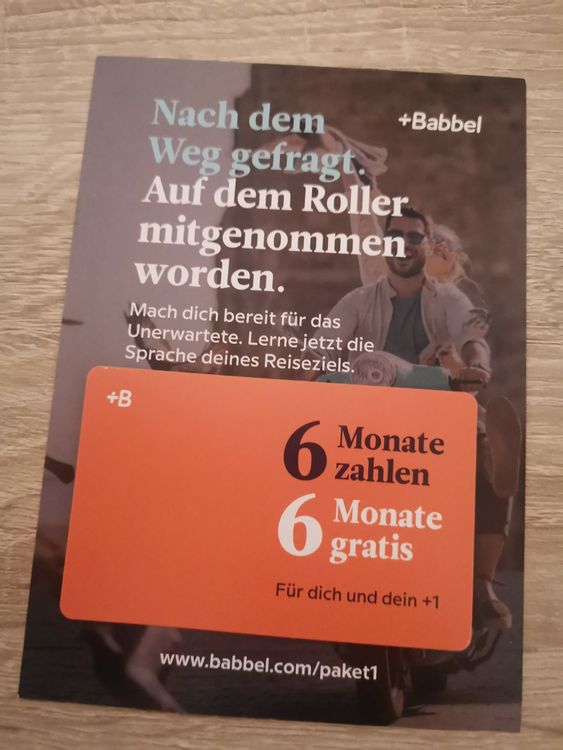 Nach dem
Weg gefragt.
+Babbel
Auf dem Roller
mitgenommen
worden.
Mach dich bereit für das
Unerwartete. Lerne jetzt die
Sprache deines Reiseziels.
+B
6 Monate
zahlen
6 Monate
gratis
Für dich und dein +1
www.babbel.com/paket1